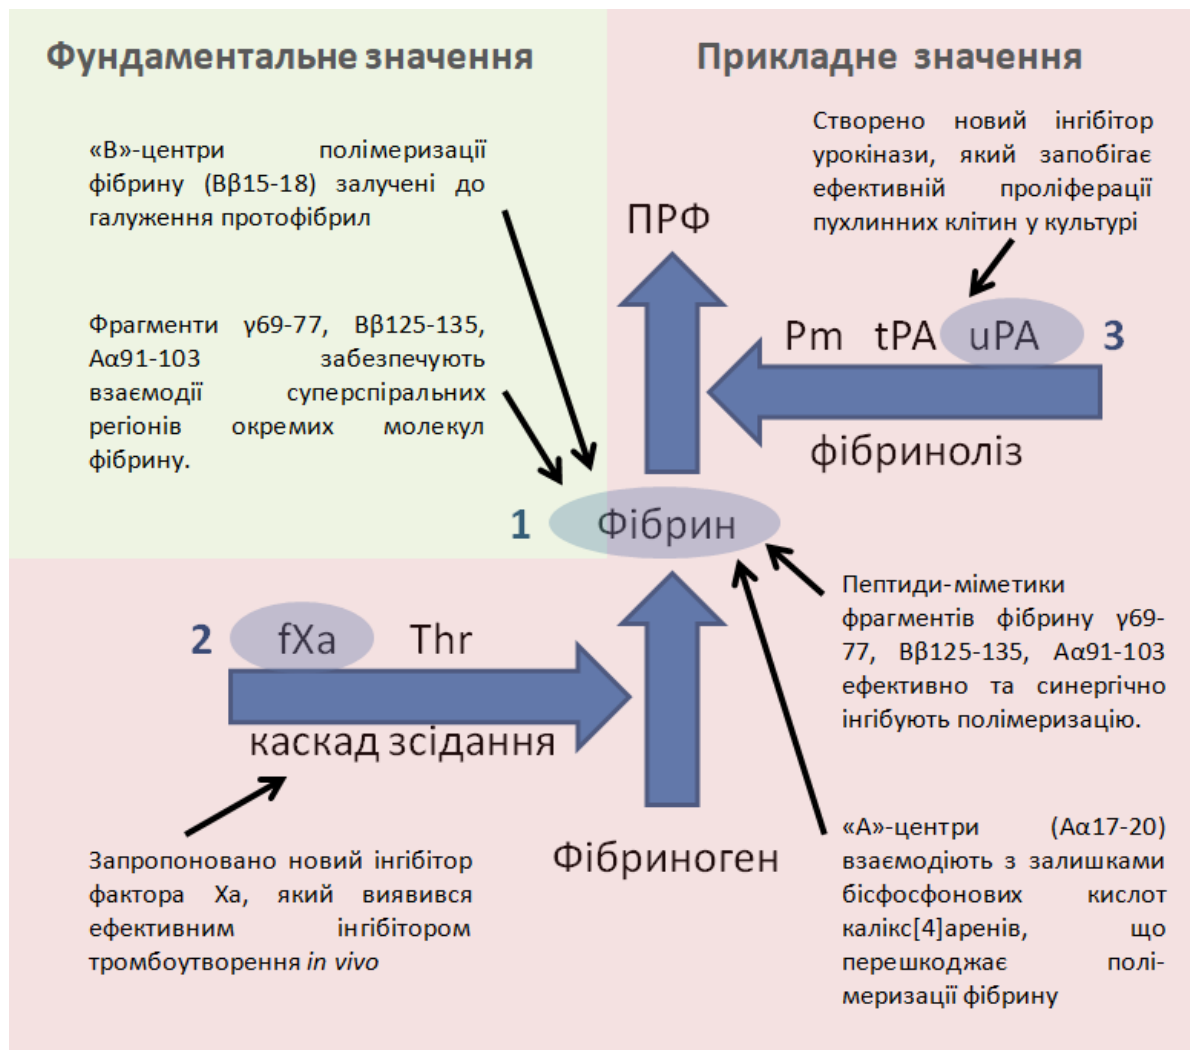 Фундаментальне значення
«В»-центри полімеризації
фібрину (Вβ15-18) залучені до
галуження протофібрил
Фрагменти γ69-77, Вβ125-135,
Аα91-103 забезпечують
взаємодії суперспіральних
регіонів окремих молекул
фібрину.
Прикладне значення
Створено новий інгібітор
урокінази, який запобігає
ефективній проліферації
пухлинних клітин у культурі
ПРФ
Pm tPA uPA 3
фібриноліз
1 Фібрин
2 fXa Thr
каскад зсідання
Фібриноген
Запропоновано новий інгібітор
фактора Ха, який виявився
ефективним інгібітором
тромбоутворення in vivo
Пептиди-міметики
фрагментів фібрину γ69-
77, Вβ125-135, Аα91-103
ефективно та синергічно
інгібують полімеризацію.
«А»-центри (Аα17-20)
взаємодіють з залишками
бісфосфонових кислот
калікс[4]аренів, що
перешкоджає полі-
меризації фібрину